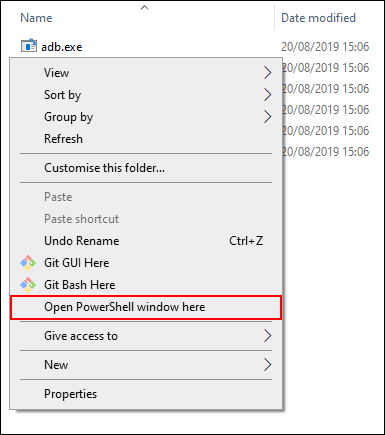 Name Date modified
adb.exe 20/08/2019 15:06
View 20/08/2019 15:06
Sort by 20/08/2019 15:06
Group by 20/08/2019 15:06
Refresh 20/08/2019 15:06
20/08/2019 15:06
Customise this folder...
Paste
Paste shortcut
Undo Rename Ctrl+Z
Git GUI Here
Git Bash Here
Open PowerShell window here
Give access to
New
Properties